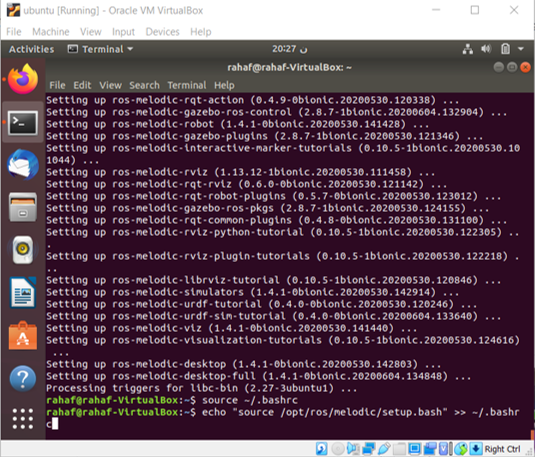 ubuntu [Running] - Oracle VM VirtualBox
File Machine View Input Devices Help
Activities Terminal 20:27 ن
rahaf@rahaf-VirtualBox: ~
File Edit View Search Terminal Help
Setting up ros-melodic-rqt-action (0.4.9-0bionic.20200530.120338) ...
Setting up ros-melodic-gazebo-ros-control (2.8.7-1bionic.20200604.132904) ...
Setting up ros-melodic-robot (1.4.1-0bionic.20200530.141428) ...
Setting up ros-melodic-gazebo-plugins (2.8.7-1bionic.20200530.121346) ...
Setting up ros-melodic-interactive-marker-tutorials (0.10.5-1bionic.20200530.10
1044) ...
Setting up ros-melodic-rviz (1.13.12-1bionic.20200530.111458) ...
Setting up ros-melodic-rqt-rviz (0.6.0-0bionic.20200530.121142) ...
Setting up ros-melodic-rqt-robot-plugins (0.5.7-0bionic.20200530.123012) ...
Setting up ros-melodic-gazebo-ros-pkgs (2.8.7-1bionic.20200530.124155) ...
Setting up ros-melodic-rqt-common-plugins (0.4.8-0bionic.20200530.131100) ...
Setting up ros-melodic-rviz-python-tutorial (0.10.5-1bionic.20200530.122305) ..
.
Setting up ros-melodic-rviz-plugin-tutorials (0.10.5-1bionic.20200530.122218) .
..
Setting up ros-melodic-librviz-tutorial (0.10.5-1bionic.20200530.120846) ...
Setting up ros-melodic-simulators (1.4.1-0bionic.20200530.142914) ...
Setting up ros-melodic-urdf-tutorial (0.4.0-0bionic.20200530.120246) ...
Setting up ros-melodic-urdf-sim-tutorial (0.4.0-0bionic.20200604.133640) ...
Setting up ros-melodic-viz (1.4.1-0bionic.20200530.141440) ...
Setting up ros-melodic-visualization-tutorials (0.10.5-1bionic.20200530.124616)
...
Setting up ros-melodic-desktop (1.4.1-0bionic.20200530.142803) ...
Setting up ros-melodic-desktop-full (1.4.1-0bionic.20200604.134848) ...
Processing triggers for libc-bin (2.27-3ubuntu1) ...
rahaf@rahaf-VirtualBox:~$ source ~/.bashrc
rahaf@rahaf-VirtualBox:~$ echo "source /opt/ros/melodic/setup.bash" >> ~/.bashr
c
Right Ctrl